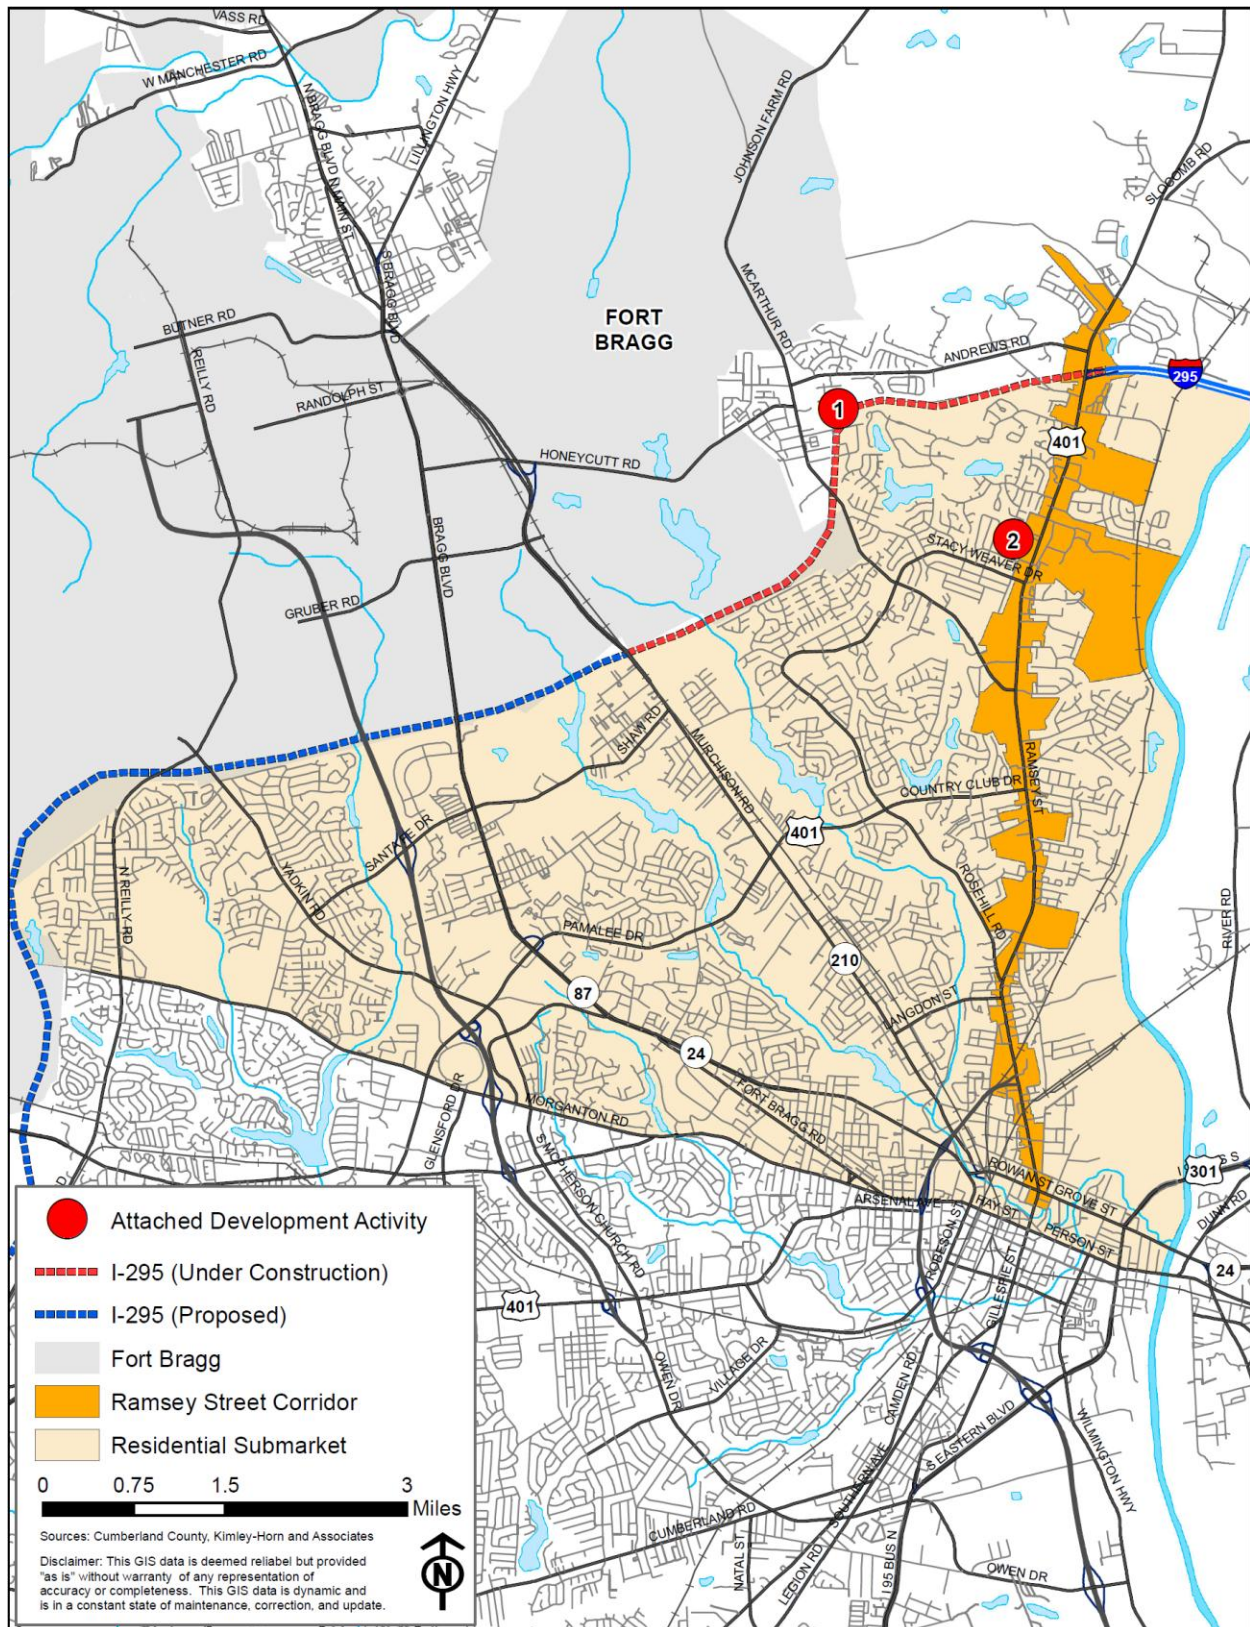 VASS RD
W MANCHESTER RD
N BRAGG BLVD
N MAIN ST
LILLINGTON HWY
JOHNSON FARM RD
SLOCOMB RD
S BRAGG BLVD
MCARTHUR RD
BUTNER RD
REILLY RD
FORT
BRAGG
ANDREWS RD
295
RANDOLPH ST
1
401
HONEYCUTT RD
BRAGG BLVD
2
STACY WEAVER DR
GRUBER RD
SHAW RD
MURCHISON RD
RAMSEY ST
COUNTRY CLUB DR
401
SANTA FE DR
YADKIN RD
N REILLY RD
ROSEHILL RD
RIVER RD
PAMALEE DR
210
87
LANGDON ST
24
FORT BRAGG RD
GLENSFORD DR
MORGANTON RD
S MCPHERSON CHURCH RD
ROWAN ST
GROVE ST
301
DUNN RD
ARSENAL AVE
HAY ST
PERSON ST
ROBESON ST
GILLESPIE ST
24
401
OWEN DR
VILLAGE DR
CAMDEN RD
S EASTERN BLVD
WILMINGTON HWY
SOUTHERN AVE
CUMBERLAND RD
NATAL ST
LEGION RD
I 95 BUS N
OWEN DR
Attached Development Activity
I-295 (Under Construction)
I-295 (Proposed)
Fort Bragg
Ramsey Street Corridor
Residential Submarket
0 0.75 1.5 3
Miles
Sources: Cumberland County, Kimley-Horn and Associates
Disclaimer: This GIS data is deemed reliabel but provided
"as is" without warranty of any representation of
accuracy or completeness. This GIS data is dynamic and
is in a constant state of maintenance, correction, and update.
N